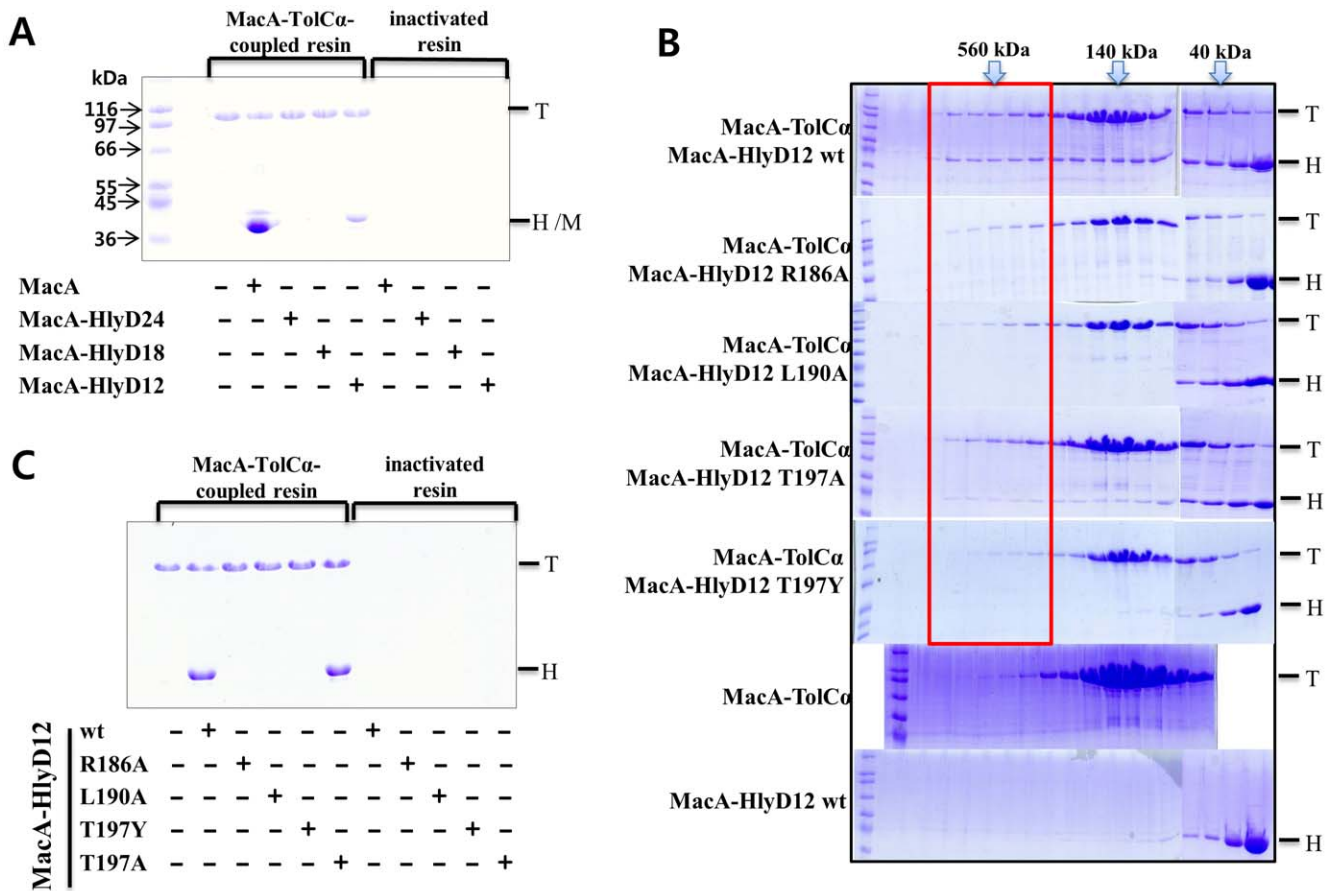 A
MacA-TolCα-
coupled resin
inactivated
resin
kDa
116
97
66
55
45
36
T
H /M
MacA – + – – – + – – –
MacA-HlyD24 – – + – – – + – –
MacA-HlyD18 – – – + – – – + –
MacA-HlyD12 – – – – + – – – +
B
560 kDa 140 kDa 40 kDa
MacA-TolCα
MacA-HlyD12 wt
T
H
MacA-TolCα
MacA-HlyD12 R186A
T
H
MacA-TolCα
MacA-HlyD12 L190A
T
H
MacA-TolCα
MacA-HlyD12 T197A
T
H
MacA-TolCα
MacA-HlyD12 T197Y
T
H
MacA-TolCα
T
MacA-HlyD12 wt
H
C
MacA-TolCα-
coupled resin
inactivated
resin
T
H
MacA-HlyD12
wt – + – – – – + – – – –
R186A – – + – – – – + – – –
L190A – – – + – – – – + – –
T197Y – – – – + – – – – + –
T197A – – – – – + – – – – +